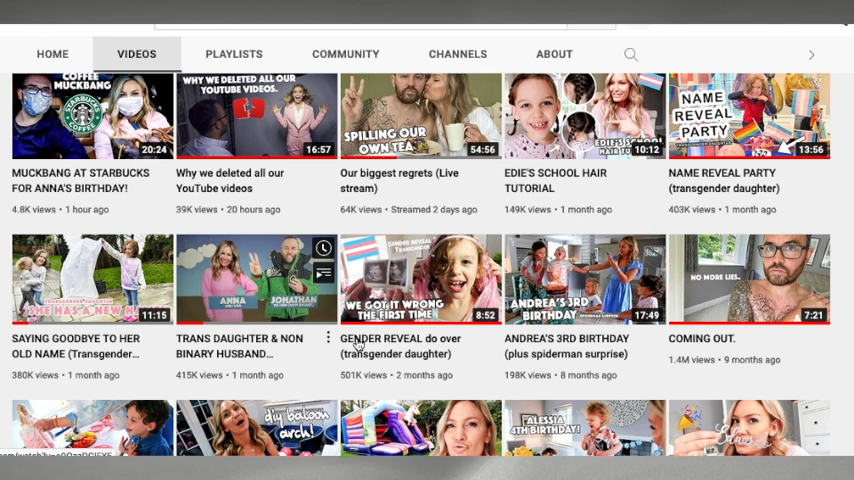 HOME VIDEOS PLAYLISTS COMMUNITY CHANNELS ABOUT
COFFEE
MUCKBANG
STARBUCKS
COFFEE
20:24
WHY WE DELETED ALL OUR
YOUTUBE VIDEOS.
16:57
SPILLING OUR
OWN TEA
54:56
EDIE'S SCHOOL
HAIR TU
10:12
NAME
REVEAL
PARTY
13:56
MUCKBANG AT STARBUCKS
FOR ANNA'S BIRTHDAY!
4.8K views • 1 hour ago
Why we deleted all our
YouTube videos
39K views • 20 hours ago
Our biggest regrets (Live
stream)
64K views • Streamed 2 days ago
EDIE'S SCHOOL HAIR
TUTORIAL
149K views • 1 month ago
NAME REVEAL PARTY
(transgender daughter)
403K views • 1 month ago
TRANSGENDER DAUGHTER
SHE HAS A NEW N
11:15
ANNA
JONATHAN
GENDER REVEAL
TRANSGENDER
WE GOT IT WRONG
THE FIRST TIME
8:52
ANDREA'S 3RD
BIRTHDAY
17:49
NO MORE LIES.
7:21
SAYING GOODBYE TO HER
OLD NAME (Transgender...
380K views • 1 month ago
TRANS DAUGHTER & NON
BINARY HUSBAND...
415K views • 1 month ago
GENDER REVEAL do over
(transgender daughter)
501K views • 2 months ago
ANDREA'S 3RD BIRTHDAY
(plus spiderman surprise)
198K views • 8 months ago
COMING OUT.
1.4M views • 9 months ago
diy baloon
arch!
ALESSIA
4TH BIRTHDAY!